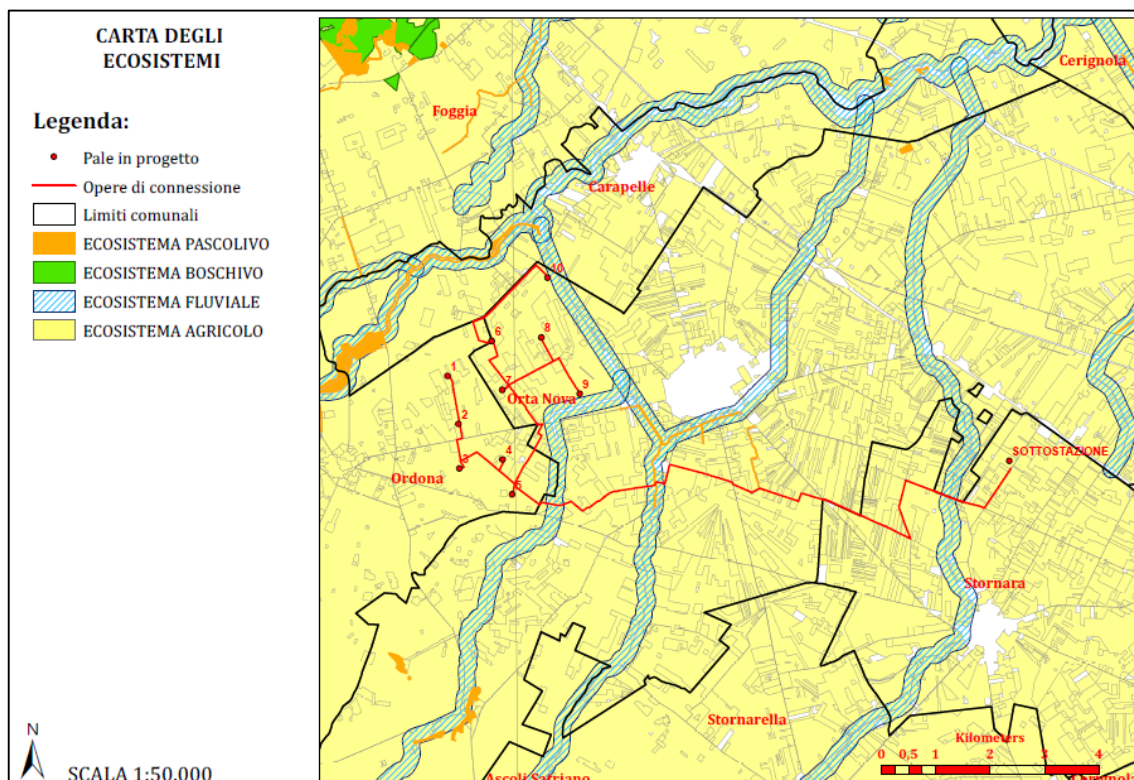 CARTA DEGLI
ECOSISTEMI
Legenda:
Pale in progetto
Opere di connessione
Limiti comunali
ECOSISTEMA PASCOLIVO
ECOSISTEMA BOSCHIVO
ECOSISTEMA FLUVIALE
ECOSISTEMA AGRICOLO
N
SCALA 1:50.000
Cerignola
Foggia
Carapelle
10
6
8
1
7
9
Orta Nova
2
4
3
Ordona
5
SOTTOSTAZIONE
Stornara
Stornarella
Kilometers
0 0,5 1 2 3 4
Ascoli Satriano